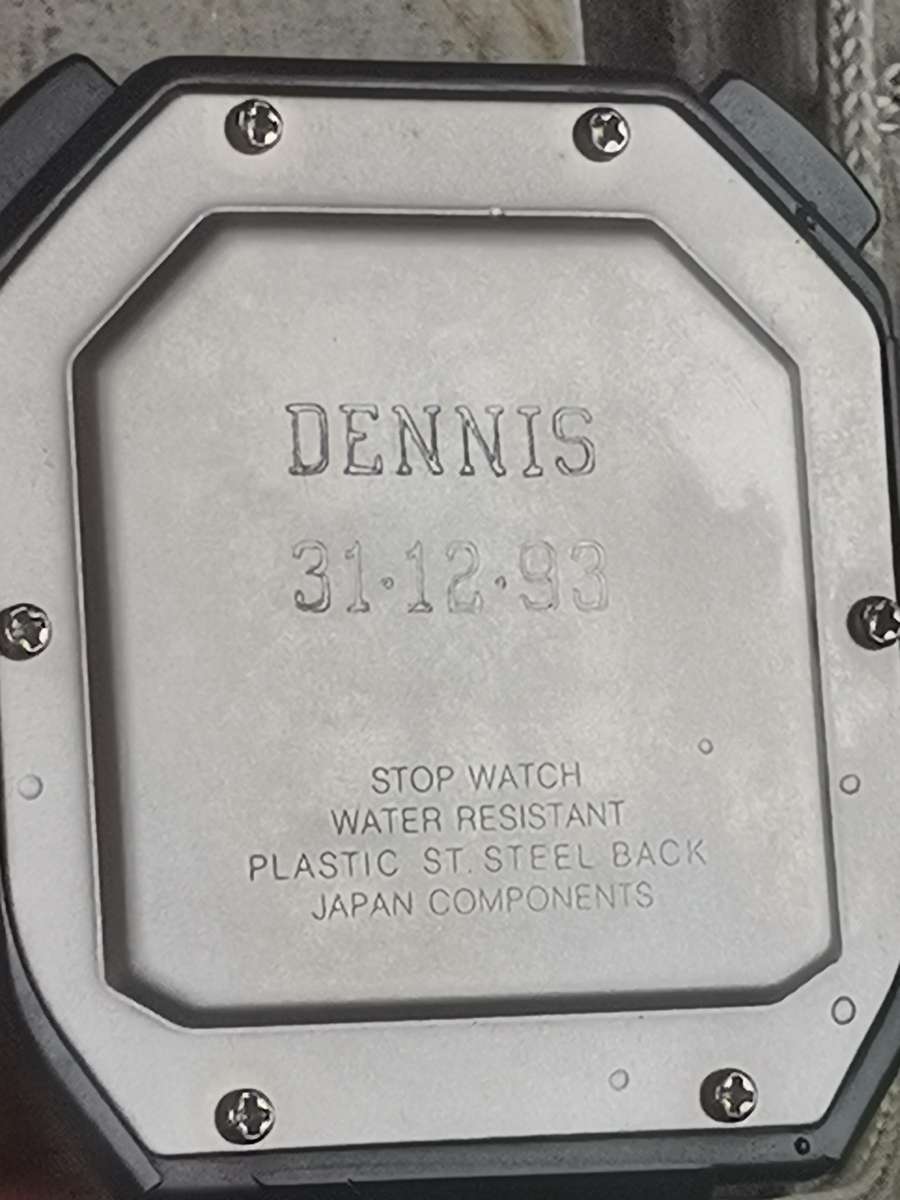 DENNIS
31·12·93
STOP WATCH
WATER RESISTANT
PLASTIC ST. STEEL BACK
JAPAN COMPONENTS